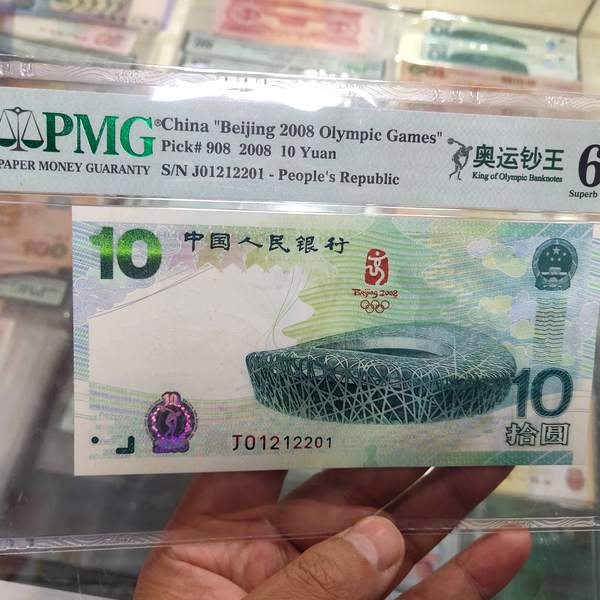 PMG
PAPER MONEY GUARANTY
China "Beijing 2008 Olympic Games"
Pick# 908 2008 10 Yuan
S/N J01212201 - People's Republic
奥运钞王
King of Olympic Banknotes
6
Superb
10
中国人民银行
Beijing 2008
10
J01212201
10
拾圆